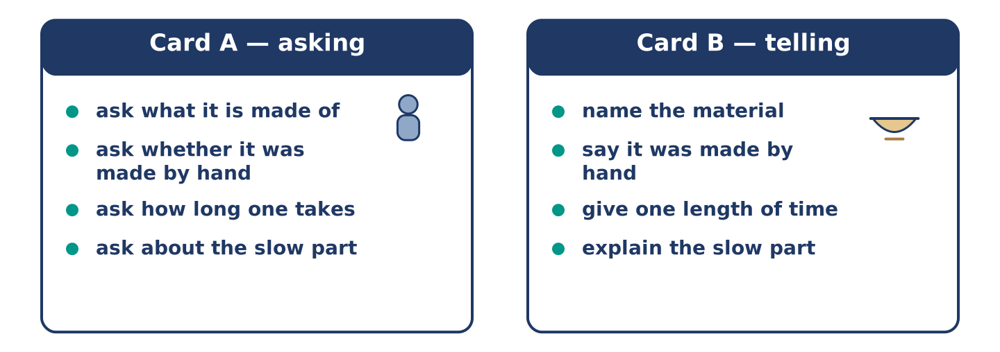 Card A — asking
ask what it is made of
ask whether it was
made by hand
ask how long one takes
ask about the slow part
Card B — telling
name the material
say it was made by
hand
give one length of time
explain the slow part